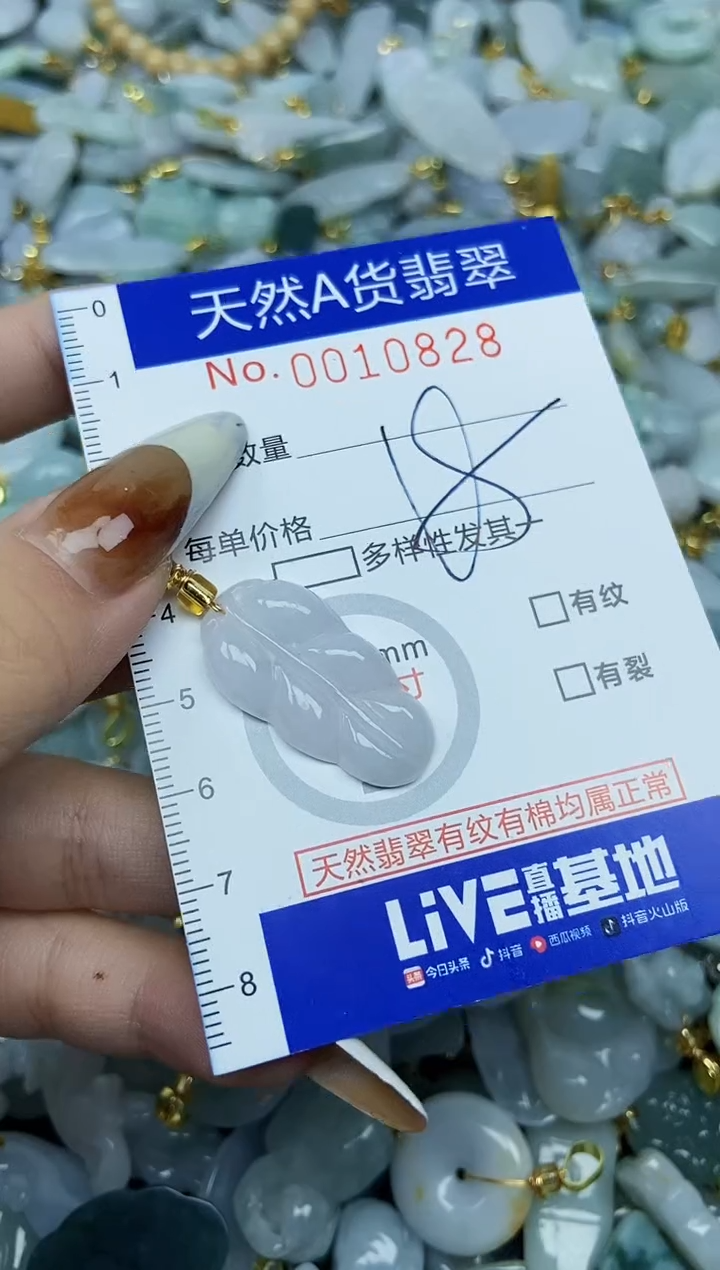 天然A货翡翠
No.0010828
0
1
数量
18
每单价格
多样性发其一
4
有纹
mm
寸
5
有裂
6
天然翡翠有纹有棉均属正常
7
LiVE直播基地
头条 今日头条 抖音 西瓜视频 抖音火山版
8